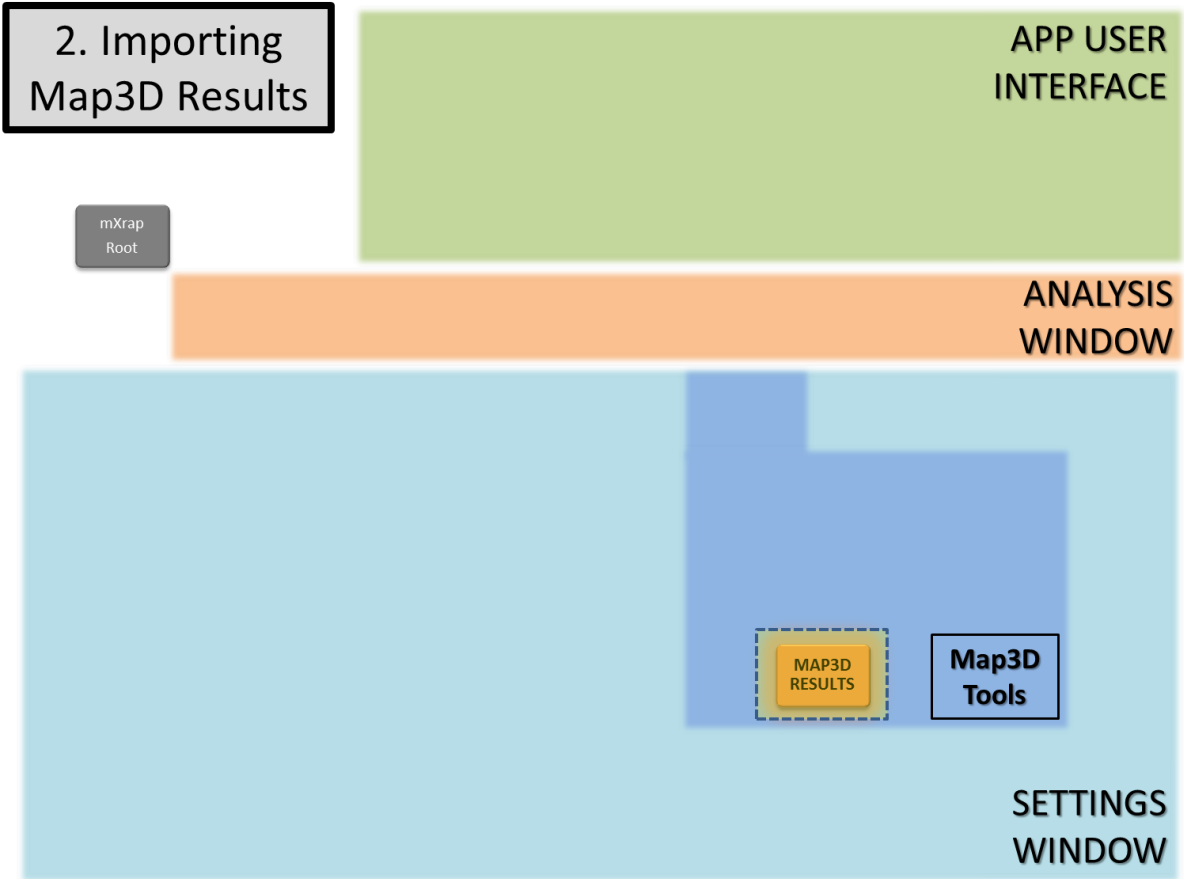 2. Importing
Map3D Results
APP USER
INTERFACE
mXrap
Root
ANALYSIS
WINDOW
MAP3D
RESULTS
Map3D
Tools
SETTINGS
WINDOW